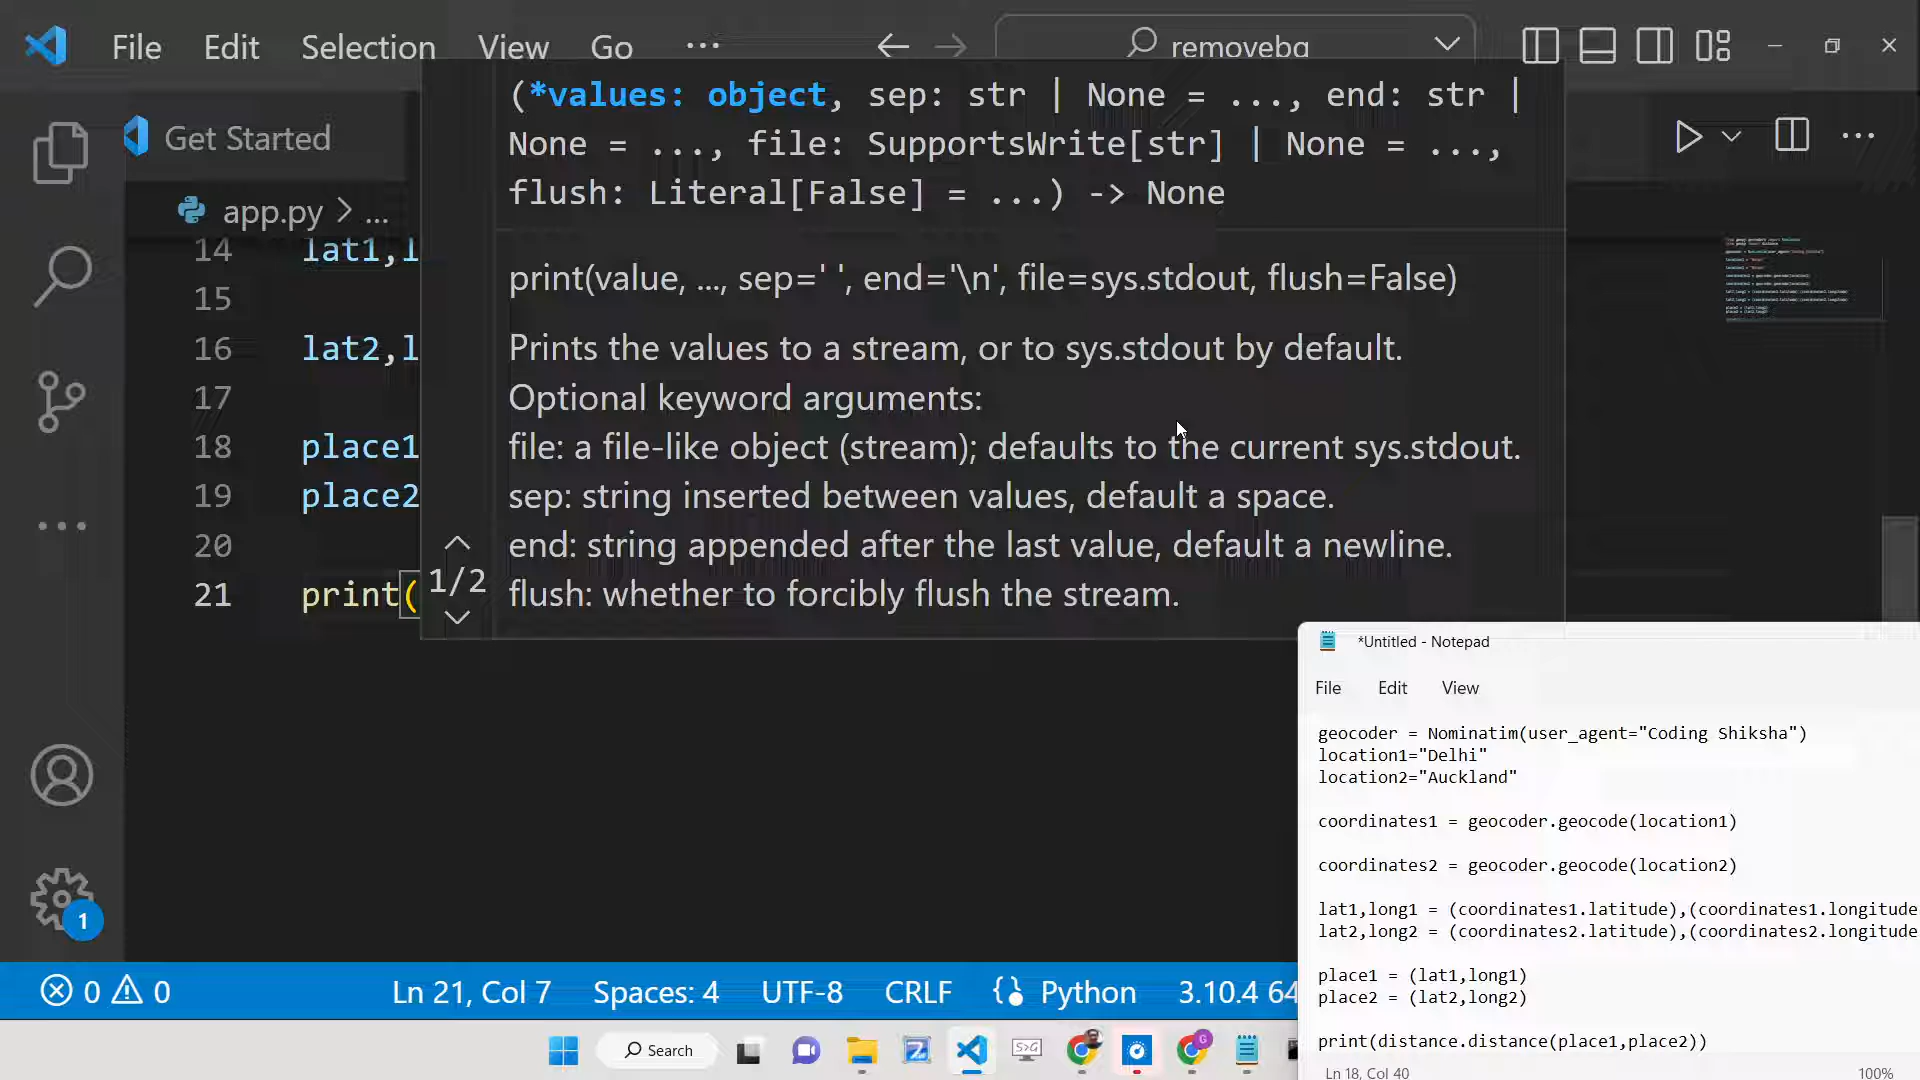 File Edit Selection View Go ···
removebg
Get Started
app.py > ...
(*values: object, sep: str | None = ..., end: str |
None = ..., file: SupportsWrite[str] | None = ...,
flush: Literal[False] = ...) -> None
print(value, ..., sep=' ', end='\n', file=sys.stdout, flush=False)
Prints the values to a stream, or to sys.stdout by default.
Optional keyword arguments:
file: a file-like object (stream); defaults to the current sys.stdout.
sep: string inserted between values, default a space.
end: string appended after the last value, default a newline.
flush: whether to forcibly flush the stream.
1/2
14 lat1,l
15
16 lat2,l
17
18 place1
19 place2
20
21 print(
*Untitled - Notepad
File Edit View
geocoder = Nominatim(user_agent="Coding Shiksha")
location1="Delhi"
location2="Auckland"
coordinates1 = geocoder.geocode(location1)
coordinates2 = geocoder.geocode(location2)
lat1,long1 = (coordinates1.latitude),(coordinates1.longitude
lat2,long2 = (coordinates2.latitude),(coordinates2.longitude
place1 = (lat1,long1)
place2 = (lat2,long2)
print(distance.distance(place1,place2))
Ln 18, Col 40 100%
1
0 0 Ln 21, Col 7 Spaces: 4 UTF-8 CRLF Python 3.10.4 64
Search